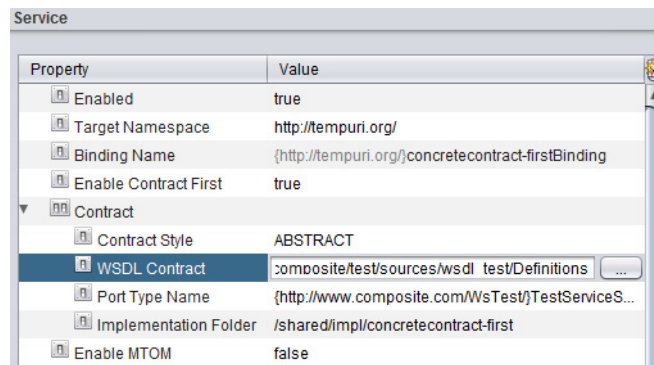 Service
Property Value
Enabled true
Target Namespace http://tempuri.org/
Binding Name {http://tempuri.org/}concretecontract-firstBinding
Enable Contract First true
Contract
Contract Style ABSTRACT
WSDL Contract :omposite/test/sources/wsdl_test/Definitions ...
Port Type Name {http://www.composite.com/WsTest/}TestServiceS...
Implementation Folder /shared/impl/concretecontract-first
Enable MTOM false